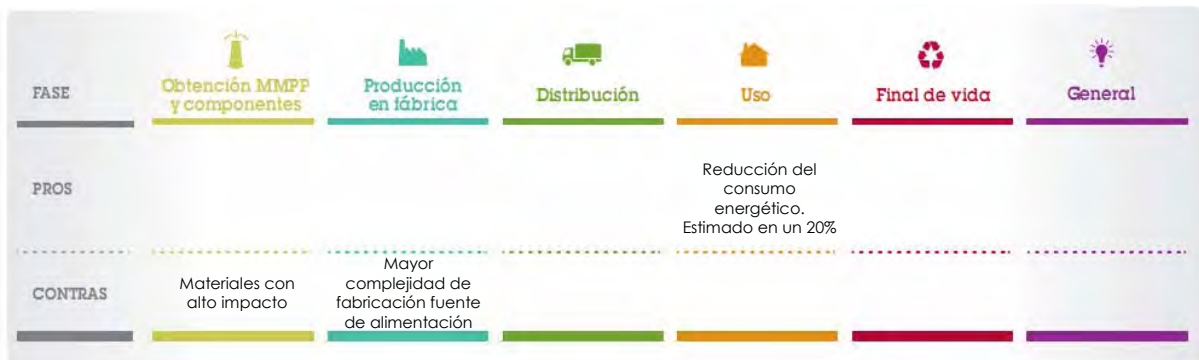 FASE
Obtención MMPP
y componentes
Producción
en fábrica
Distribución
Uso
Final de vida
General
PROS
Reducción del
consumo
energético.
Estimado en un 20%
CONTRAS
Materiales con
alto impacto
Mayor
complejidad de
fabricación fuente
de alimentación